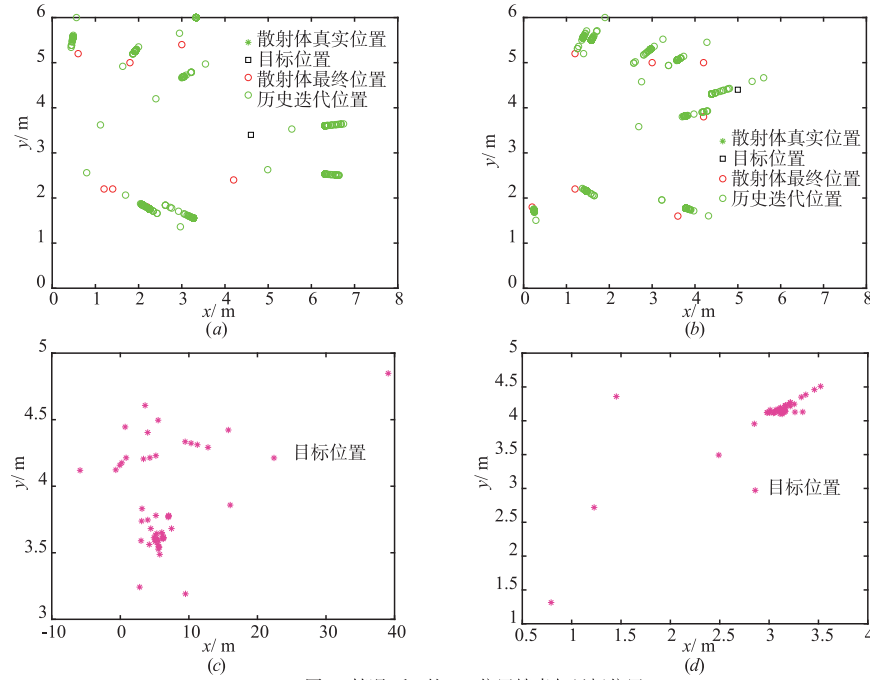 6
5
4
3
2
1
0
y/ m
散射体真实位置
目标位置
散射体最终位置
历史迭代位置
0 1 2 3 4 5 6 7 8
x/ m
(a)
6
5
4
3
2
1
0
y/ m
散射体真实位置
目标位置
散射体最终位置
历史迭代位置
0 1 2 3 4 5 6 7 8
x/ m
(b)
5
4.5
4
3.5
3
y/ m
目标位置
-10 0 10 20 30 40
x/ m
(c)
5
4.5
4
3.5
3
2.5
2
1.5
1
y/ m
目标位置
0.5 1 1.5 2 2.5 3 3.5 4
x/ m
(d)